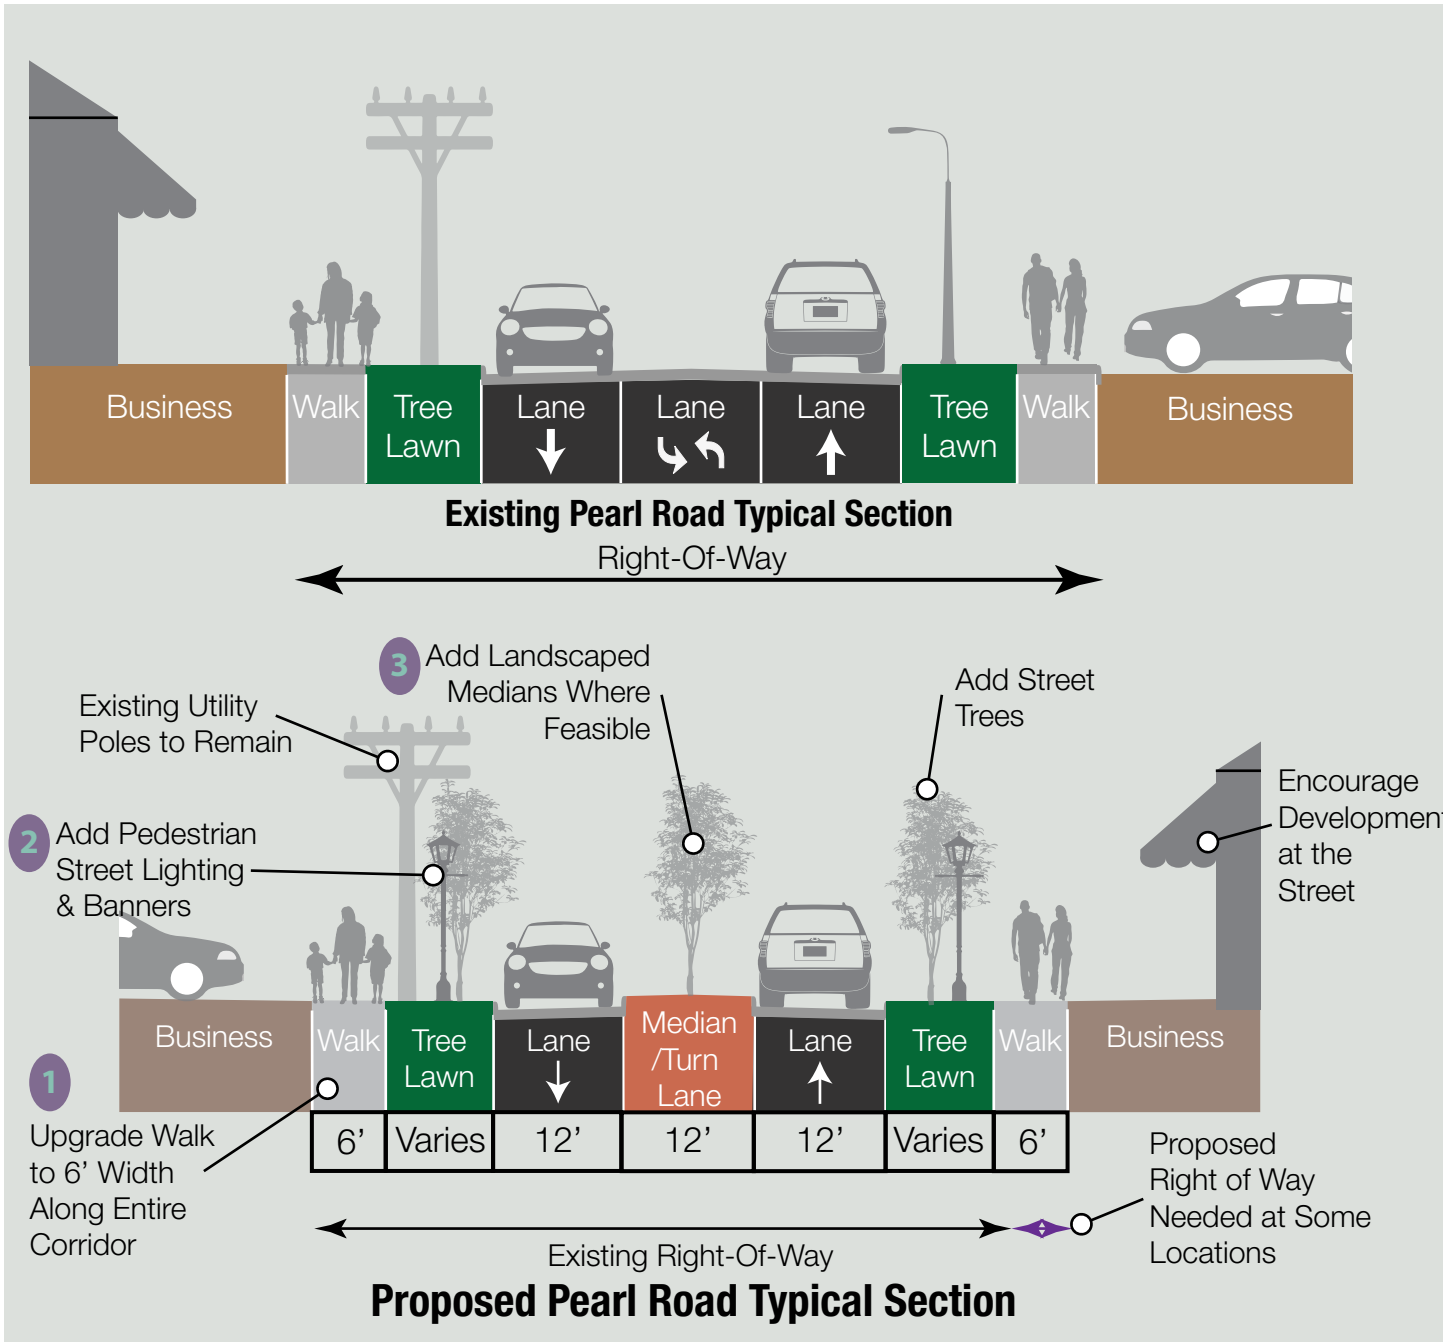 Business
Walk
Tree
Lawn
Lane
Lane
Lane
Tree
Lawn
Walk
Business
Existing Pearl Road Typical Section
Right-Of-Way
3
Add Landscaped
Medians Where
Feasible
Add Street
Trees
Existing Utility
Poles to Remain
Encourage
Development
at the
Street
2
Add Pedestrian
Street Lighting
& Banners
Business
Walk
Tree
Lawn
Lane
Median
/Turn
Lane
Lane
Tree
Lawn
Walk
Business
1
Upgrade Walk
to 6’ Width
Along Entire
Corridor
6’
Varies
12’
12’
12’
Varies
6’
Proposed
Right of Way
Needed at Some
Locations
Existing Right-Of-Way
Proposed Pearl Road Typical Section